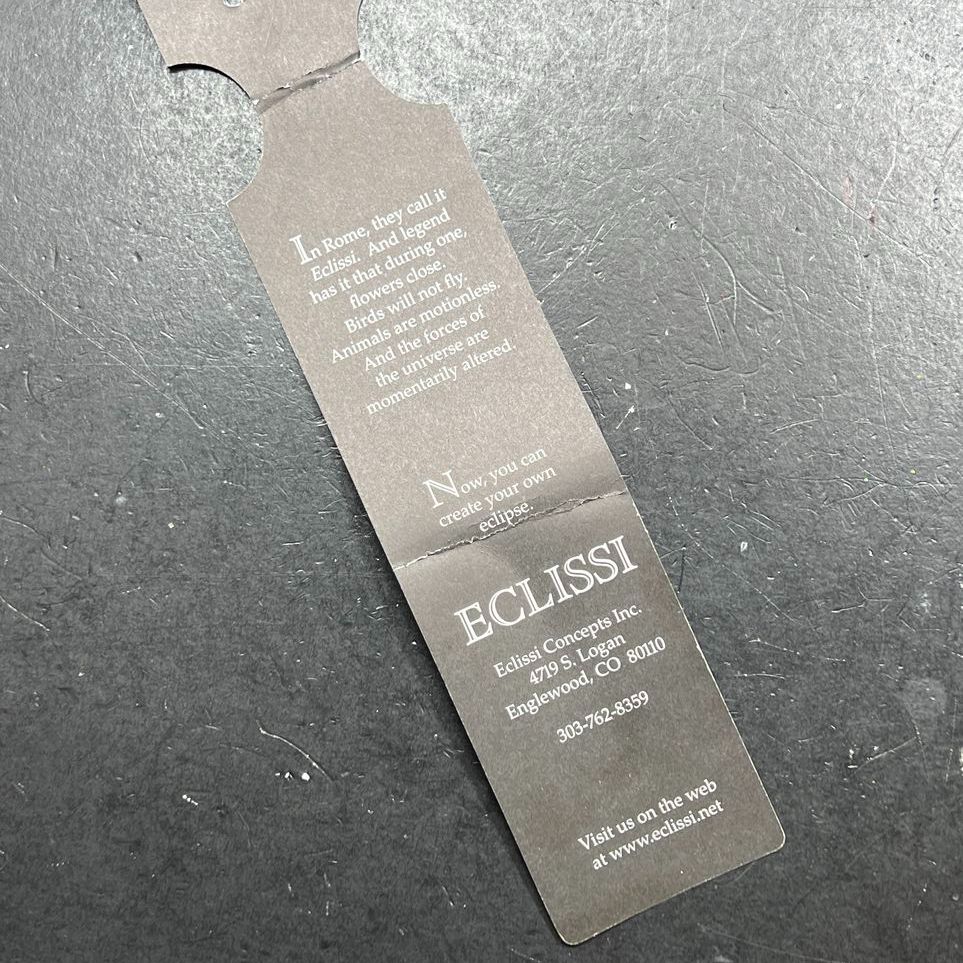 In Rome, they call it
Eclissi. And legend
has it that during one,
flowers close.
Birds will not fly.
Animals are motionless.
And the forces of
the universe are
momentarily altered.
Now, you can
create your own
eclipse.
ECLISSI
Eclissi Concepts Inc.
4719 S. Logan
Englewood, CO 80110
303-762-8359
Visit us on the web
at www.eclissi.net